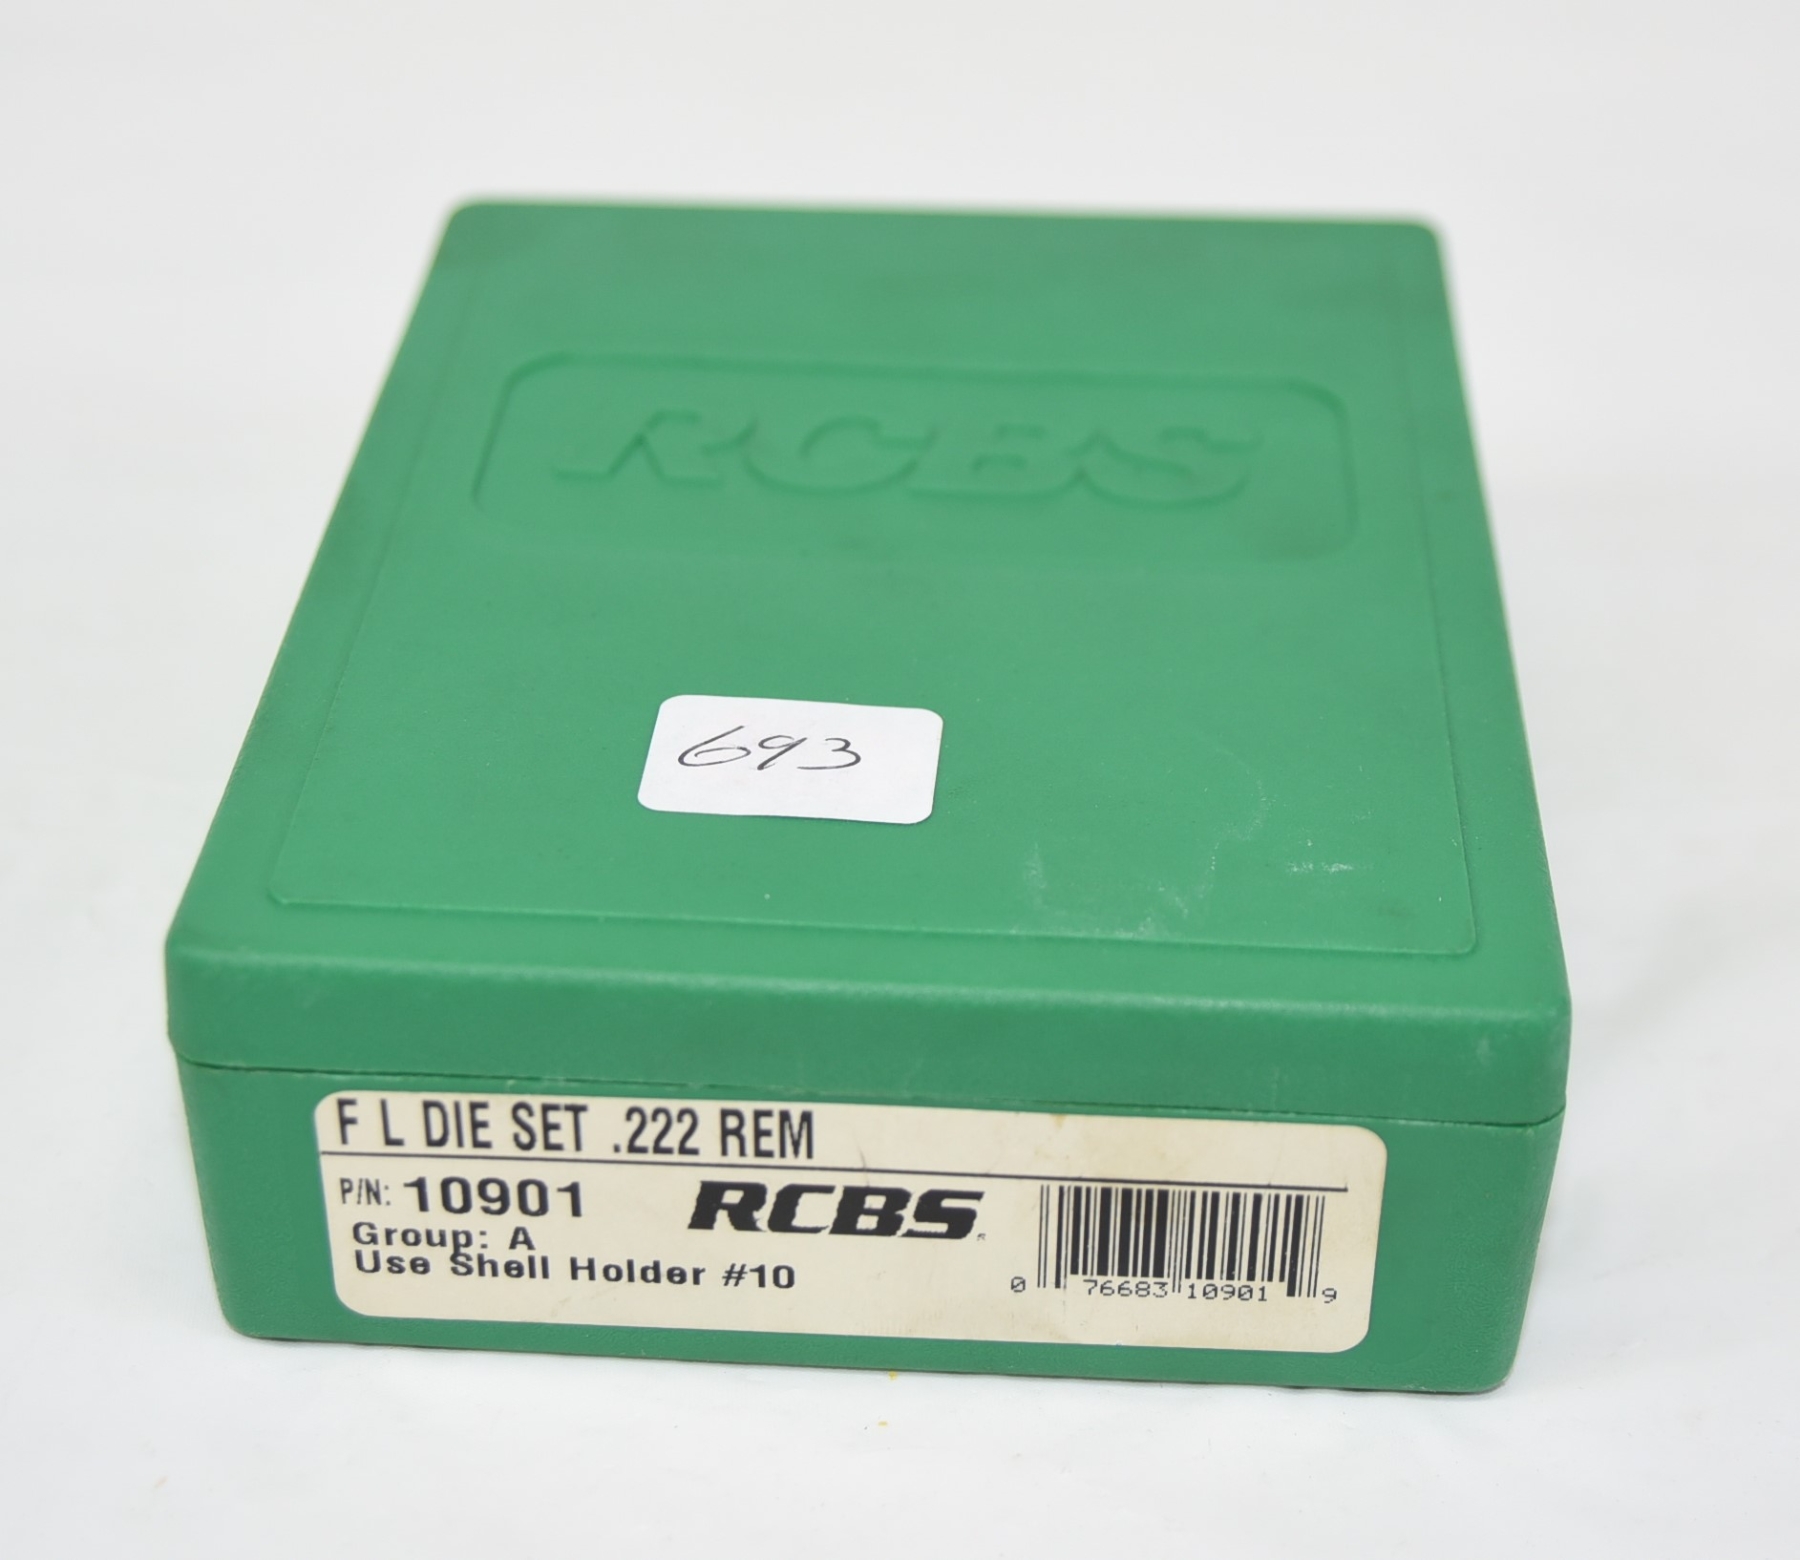 RCBS
693
F L DIE SET .222 REM
P/N: 10901
RCBS®
Group: A
Use Shell Holder #10
0 76683 10901 9